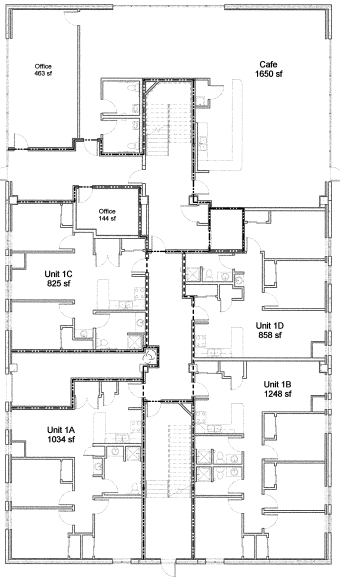 Office
463 sf
Cafe
1650 sf
Office
144 sf
Unit 1C
825 sf
Unit 1D
858 sf
Unit 1B
1248 sf
Unit 1A
1034 sf